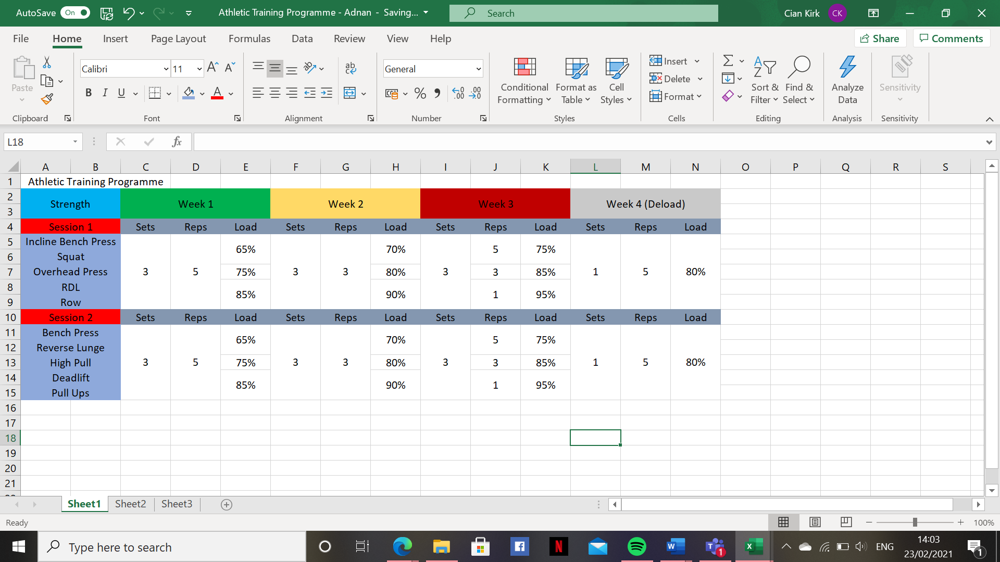 AutoSave On Athletic Training Programme - Adnan - Saving... Search Cian Kirk CK
File Home Insert Page Layout Formulas Data Review View Help Share Comments
Paste Calibri 11 A A ab c General Conditional Formatting Format as Table Cell Styles Insert Delete Format Sort & Filter Find & Select Analyze Data Sensitivity
B I U A % .00 .00
Clipboard Font Alignment Number Styles Cells Editing Analysis Sensitivity
L18 fx
A B C D E F G H I J K L M N O P Q R S
1 Athletic Training Programme
2 Strength Week 1 Week 2 Week 3 Week 4 (Deload)
3
4 Session 1 Sets Reps Load Sets Reps Load Sets Reps Load Sets Reps Load
5 Incline Bench Press 65% 70% 5 75%
6 Squat
7 Overhead Press 3 5 75% 3 3 80% 3 3 85% 1 5 80%
8 RDL 85% 90% 1 95%
9 Row
10 Session 2 Sets Reps Load Sets Reps Load Sets Reps Load Sets Reps Load
11 Bench Press 65% 70% 5 75%
12 Reverse Lunge
13 High Pull 3 5 75% 3 3 80% 3 3 85% 1 5 80%
14 Deadlift 85% 90% 1 95%
15 Pull Ups
16
17
18
19
20
21
Sheet1 Sheet2 Sheet3
Ready 100%
Type here to search ENG 14:03
23/02/2021 1